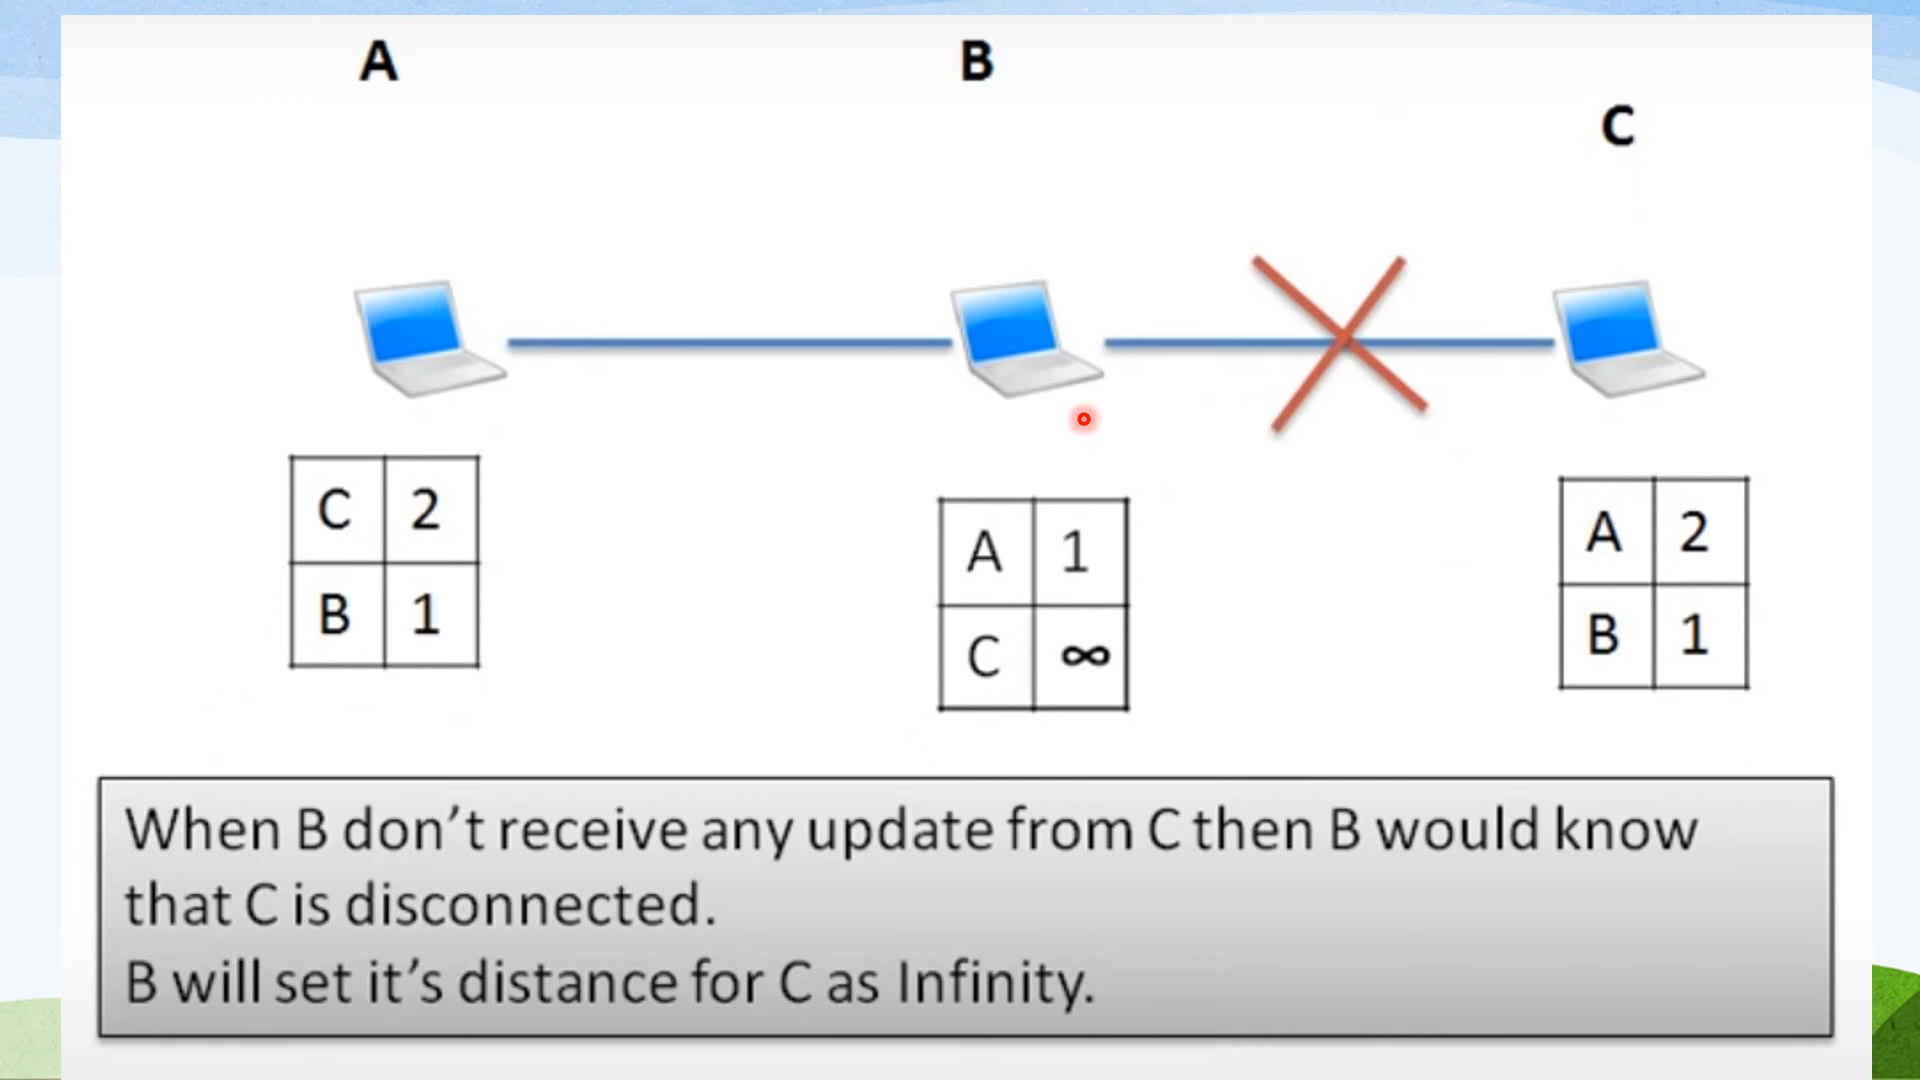 A
B
C
C 2
B 1
A 1
C ∞
A 2
B 1
When B don't receive any update from C then B would know
that C is disconnected.
B will set it's distance for C as Infinity.